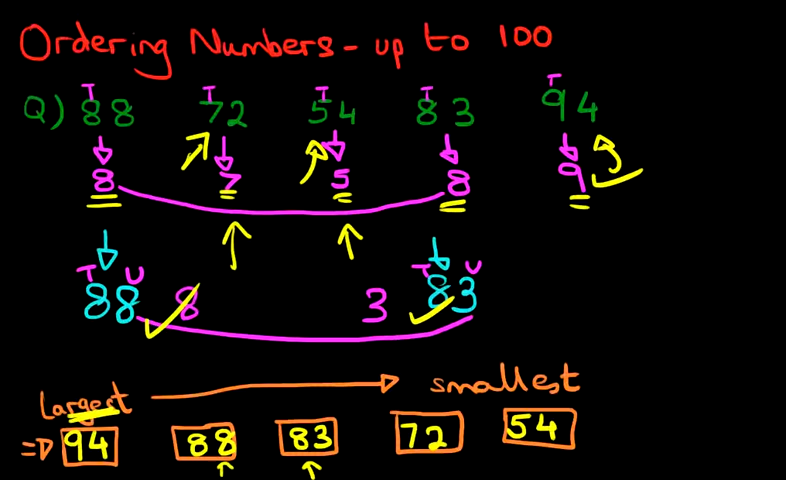 Ordering Numbers - up to 100
T T T T T
Q) 88 72 54 83 94
8 7 5 8 9
T U T U
88 8 3 83
Largest smallest
=> 94 88 83 72 54